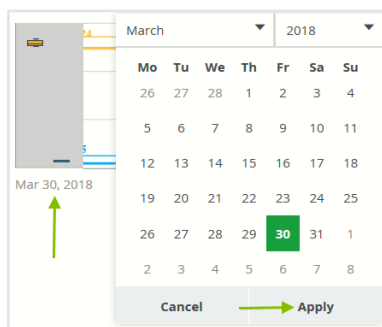 March 2018
Mo Tu We Th Fr Sa Su
26 27 28 1 2 3 4
5 6 7 8 9 10 11
12 13 14 15 16 17 18
19 20 21 22 23 24 25
26 27 28 29 30 31 1
2 3 4 5 6 7 8
Cancel Apply
24
5
Mar 30, 2018